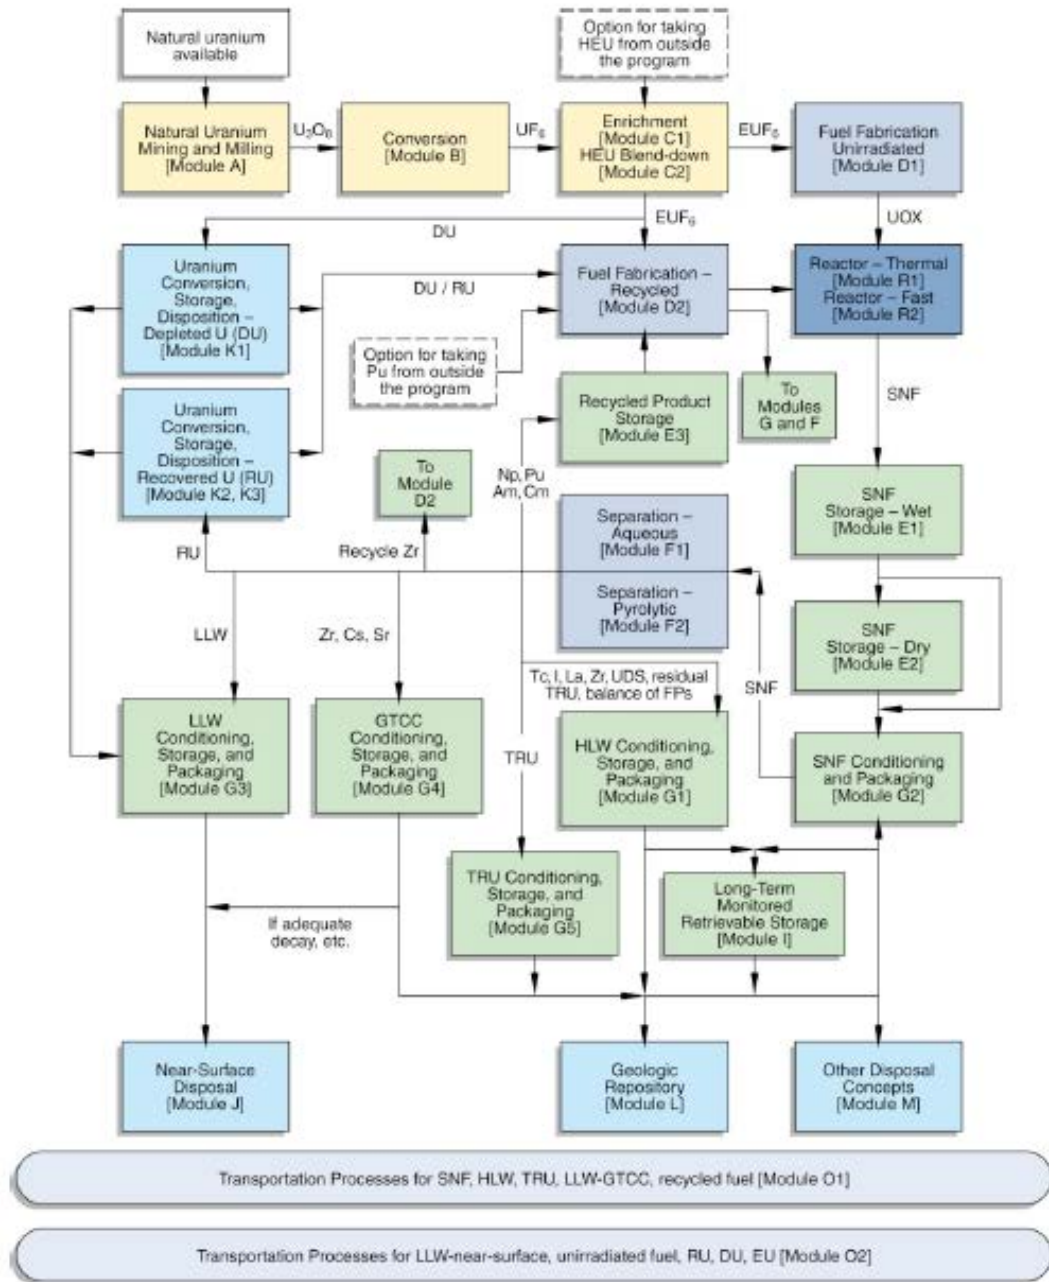 Natural uranium
available
Option for taking
HEU from outside
the program
Natural Uranium
Mining and Milling
[Module A]
U₃O₈
Conversion
[Module B]
UF₆
Enrichment
[Module C1]
HEU Blend-down
[Module C2]
EUF₆
Fuel Fabrication
Unirradiated
[Module D1]
DU
EUF₆
UOX
Uranium
Conversion,
Storage,
Disposition –
Depleted U (DU)
[Module K1]
DU / RU
Fuel Fabrication –
Recycled
[Module D2]
Reactor – Thermal
[Module R1]
Reactor – Fast
[Module R2]
Option for taking
Pu from outside
the program
Uranium
Conversion,
Storage,
Disposition –
Recovered U (RU)
[Module K2, K3]
Recycled Product
Storage
[Module E3]
To
Modules
G and F
SNF
To
Module
D2
Np, Pu
Am, Cm
SNF
Storage – Wet
[Module E1]
Separation –
Aqueous
[Module F1]
RU
Recycle Zr
Separation –
Pyrolytic
[Module F2]
SNF
Storage – Dry
[Module E2]
LLW
Zr, Cs, Sr
Tc, I, La, Zr, UDS, residual
TRU, balance of FPs
SNF
LLW
Conditioning,
Storage, and
Packaging
[Module G3]
GTCC
Conditioning,
Storage, and
Packaging
[Module G4]
TRU
HLW Conditioning,
Storage, and
Packaging
[Module G1]
SNF Conditioning
and Packaging
[Module G2]
TRU Conditioning,
Storage, and
Packaging
[Module G5]
Long-Term
Monitored
Retrievable Storage
[Module I]
If adequate
decay, etc.
Near-Surface
Disposal
[Module J]
Geologic
Repository
[Module L]
Other Disposal
Concepts
[Module M]
Transportation Processes for SNF, HLW, TRU, LLW-GTCC, recycled fuel [Module O1]
Transportation Processes for LLW-near-surface, unirradiated fuel, RU, DU, EU [Module O2]